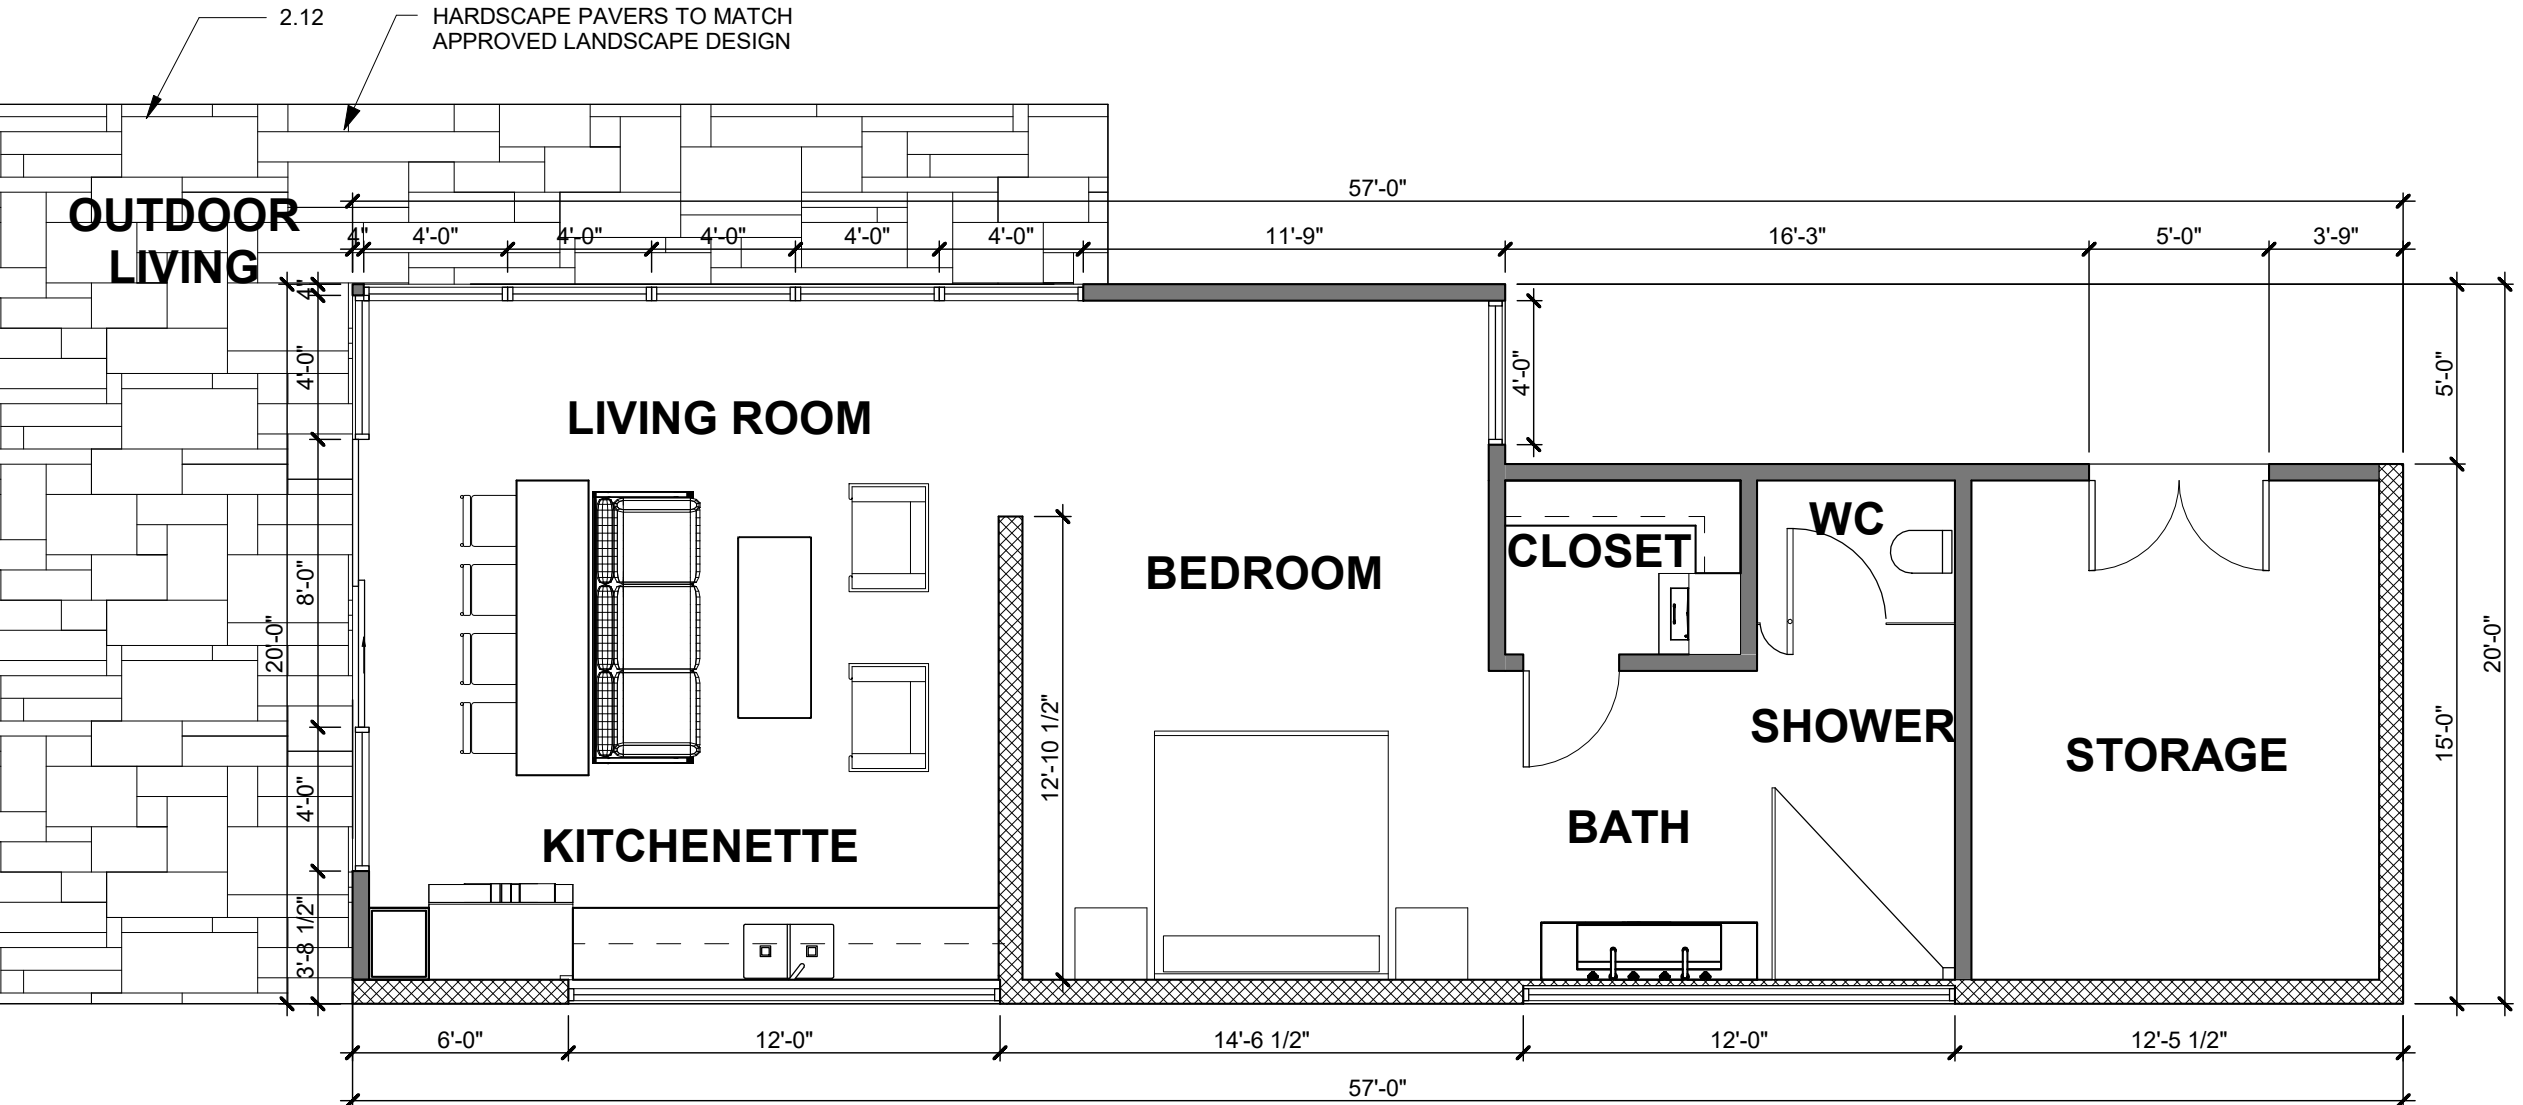 2.12
HARDSCAPE PAVERS TO MATCH
APPROVED LANDSCAPE DESIGN
57'-0"
4"
4'-0"
4'-0"
4'-0"
4'-0"
4'-0"
11'-9"
16'-3"
5'-0"
3'-9"
OUTDOOR
LIVING
4"
4'-0"
8'-0"
20'-0"
4'-0"
3'-8 1/2"
LIVING ROOM
4'-0"
5'-0"
WC
CLOSET
BEDROOM
12'-10 1/2"
SHOWER
STORAGE
15'-0"
20'-0"
BATH
KITCHENETTE
6'-0"
12'-0"
14'-6 1/2"
12'-0"
12'-5 1/2"
57'-0"